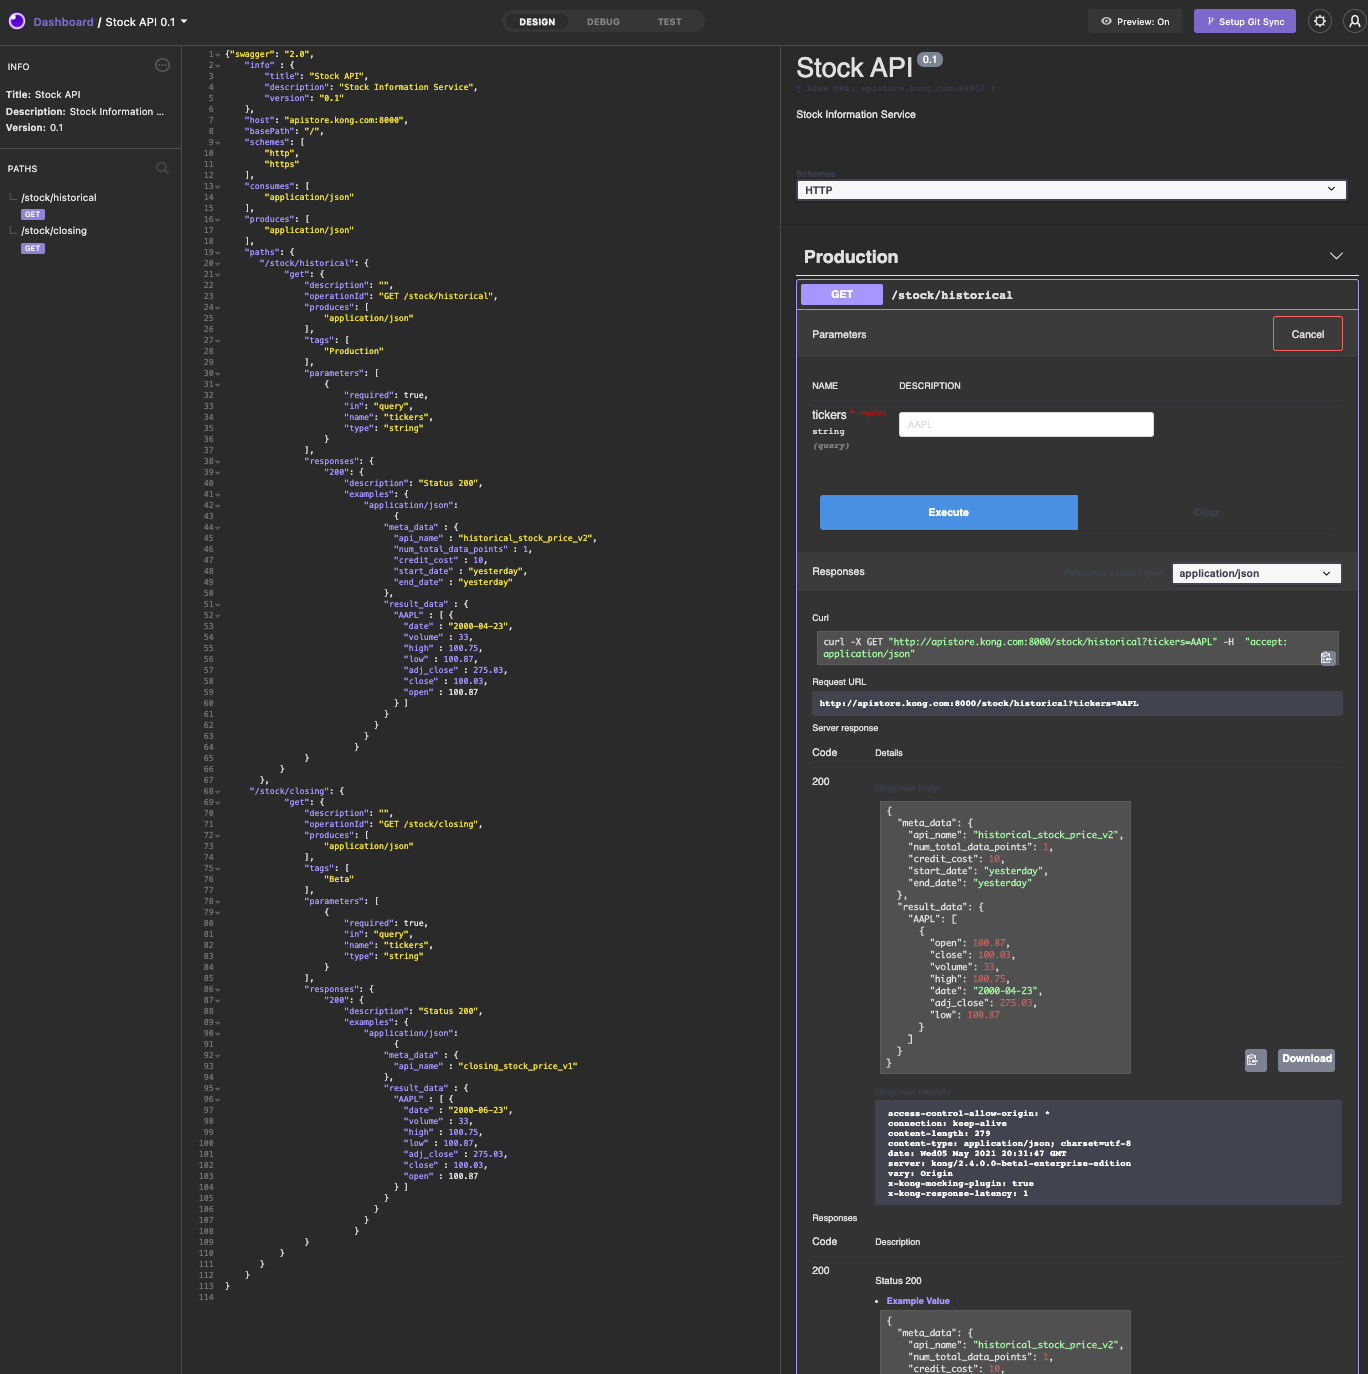 Dashboard / Stock API 0.1
DESIGN
DEBUG
TEST
Preview: On
Setup Git Sync
INFO
Title: Stock API
Description: Stock Information ...
Version: 0.1
PATHS
/stock/historical
GET
/stock/closing
GET
1 {"swagger": "2.0",
2 "info" : {
3 "title": "Stock API",
4 "description": "Stock Information Service",
5 "version": "0.1"
6 },
7 "host": "apistore.kong.com:8000",
8 "basePath": "/",
9 "schemes": [
10 "http",
11 "https"
12 ],
13 "consumes": [
14 "application/json"
15 ],
16 "produces": [
17 "application/json"
18 ],
19 "paths": {
20 "/stock/historical": {
21 "get": {
22 "description": "",
23 "operationId": "GET /stock/historical",
24 "produces": [
25 "application/json"
26 ],
27 "tags": [
28 "Production"
29 ],
30 "parameters": [
31 {
32 "required": true,
33 "in": "query",
34 "name": "tickers",
35 "type": "string"
36 }
37 ],
38 "responses": {
39 "200": {
40 "description": "Status 200",
41 "examples": {
42 "application/json":
43 {
44 "meta_data" : {
45 "api_name" : "historical_stock_price_v2",
46 "num_total_data_points" : 1,
47 "credit_cost" : 10,
48 "start_date" : "yesterday",
49 "end_date" : "yesterday"
50 },
51 "result_data" : {
52 "AAPL" : [ {
53 "date" : "2000-04-23",
54 "volume" : 33,
55 "high" : 100.75,
56 "low" : 100.87,
57 "adj_close" : 275.03,
58 "close" : 100.03,
59 "open" : 100.87
60 } ]
61 }
62 }
63 }
64 }
65 }
66 }
67 },
68 "/stock/closing": {
69 "get": {
70 "description": "",
71 "operationId": "GET /stock/closing",
72 "produces": [
73 "application/json"
74 ],
75 "tags": [
76 "Beta"
77 ],
78 "parameters": [
79 {
80 "required": true,
81 "in": "query",
82 "name": "tickers",
83 "type": "string"
84 }
85 ],
86 "responses": {
87 "200": {
88 "description": "Status 200",
89 "examples": {
90 "application/json":
91 {
92 "meta_data" : {
93 "api_name" : "closing_stock_price_v1"
94 },
95 "result_data" : {
96 "AAPL" : [ {
97 "date" : "2000-06-23",
98 "volume" : 33,
99 "high" : 100.75,
100 "low" : 100.87,
101 "adj_close" : 275.03,
102 "close" : 100.03,
103 "open" : 100.87
104 } ]
105 }
106 }
107 }
108 }
109 }
110 }
111 }
112 }
113 }
114
Stock API 0.1
[ Base URL: apistore.kong.com:8000/ ]
Stock Information Service
Schemes
HTTP
Production
GET /stock/historical
Parameters
Cancel
NAME DESCRIPTION
tickers * required
string
(query)
AAPL
Execute
Clear
Responses
application/json
Curl
curl -X GET "http://apistore.kong.com:8000/stock/historical?tickers=AAPL" -H "accept:
application/json"
Request URL
http://apistore.kong.com:8000/stock/historical?tickers=AAPL
Server response
Code Details
200
Response body
{
"meta_data": {
"api_name": "historical_stock_price_v2",
"num_total_data_points": 1,
"credit_cost": 10,
"start_date": "yesterday",
"end_date": "yesterday"
},
"result_data": {
"AAPL": [
{
"open": 100.87,
"close": 100.03,
"volume": 33,
"high": 100.75,
"date": "2000-04-23",
"adj_close": 275.03,
"low": 100.87
}
]
}
}
Download
Response headers
access-control-allow-origin: *
connection: keep-alive
content-length: 279
content-type: application/json; charset=utf-8
date: Wed05 May 2021 20:31:47 GMT
server: kong/2.4.0.0-beta1-enterprise-edition
vary: Origin
x-kong-mocking-plugin: true
x-kong-response-latency: 1
Responses
Code Description
200
Status 200
• Example Value
{
"meta_data": {
"api_name": "historical_stock_price_v2",
"num_total_data_points": 1,
"credit_cost": 10,